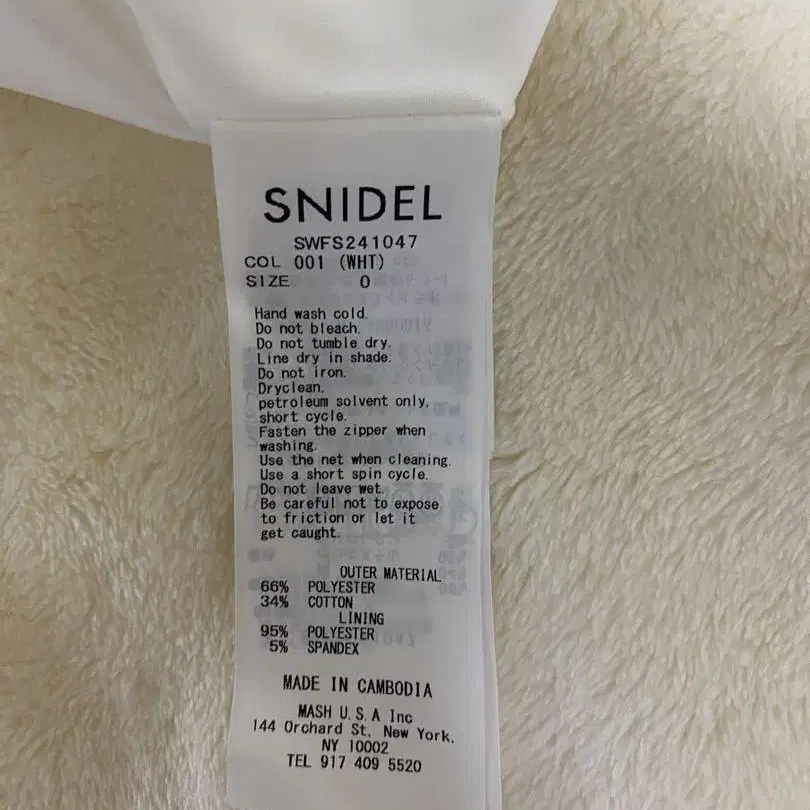 SNIDEL
SWFS241047
COL 001 (WHT)
SIZE 0
Hand wash cold.
Do not bleach.
Do not tumble dry.
Line dry in shade.
Do not iron.
Dryclean,
petroleum solvent only,
short cycle.
Fasten the zipper when
washing.
Use the net when cleaning.
Use a short spin cycle.
Do not leave wet.
Be careful not to expose
to friction or let it
get caught.
OUTER MATERIAL
66% POLYESTER
34% COTTON
LINING
95% POLYESTER
5% SPANDEX
MADE IN CAMBODIA
MASH U.S.A Inc
144 Orchard St, New York,
NY 10002
TEL 917 409 5520